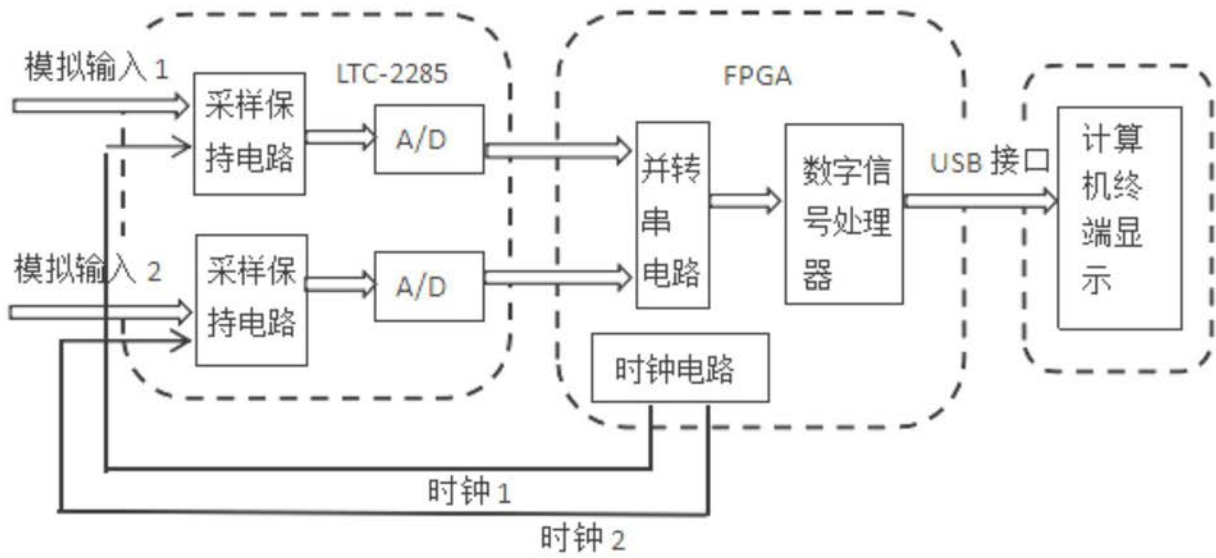 模拟输入 1
采样保
持电路
LTC-2285
A/D
模拟输入 2
采样保
持电路
A/D
FPGA
并转
串
电路
数字信
号处理
器
时钟电路
USB 接口
计算
机终
端显
示
时钟 1
时钟 2